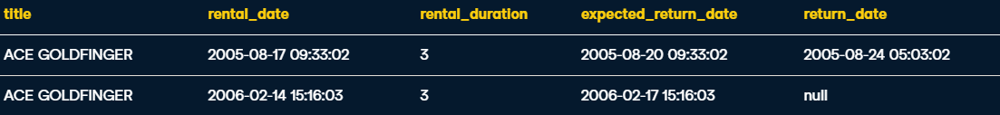 title rental_date rental_duration expected_return_date return_date
ACE GOLDFINGER 2005-08-17 09:33:02 3 2005-08-20 09:33:02 2005-08-24 05:03:02
ACE GOLDFINGER 2006-02-14 15:16:03 3 2006-02-17 15:16:03 null